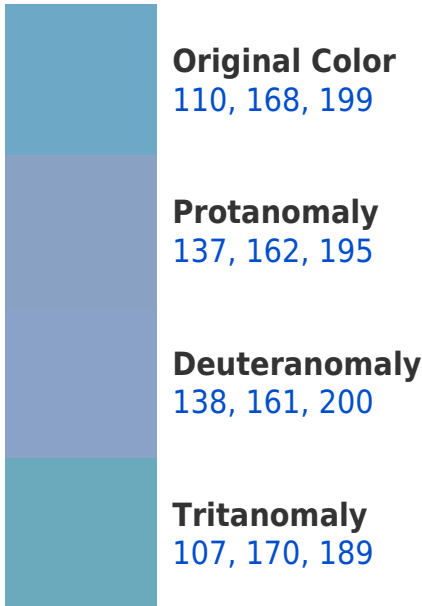 Original Color
110, 168, 199
Protanomaly
137, 162, 195
Deuteranomaly
138, 161, 200
Tritanomaly
107, 170, 189